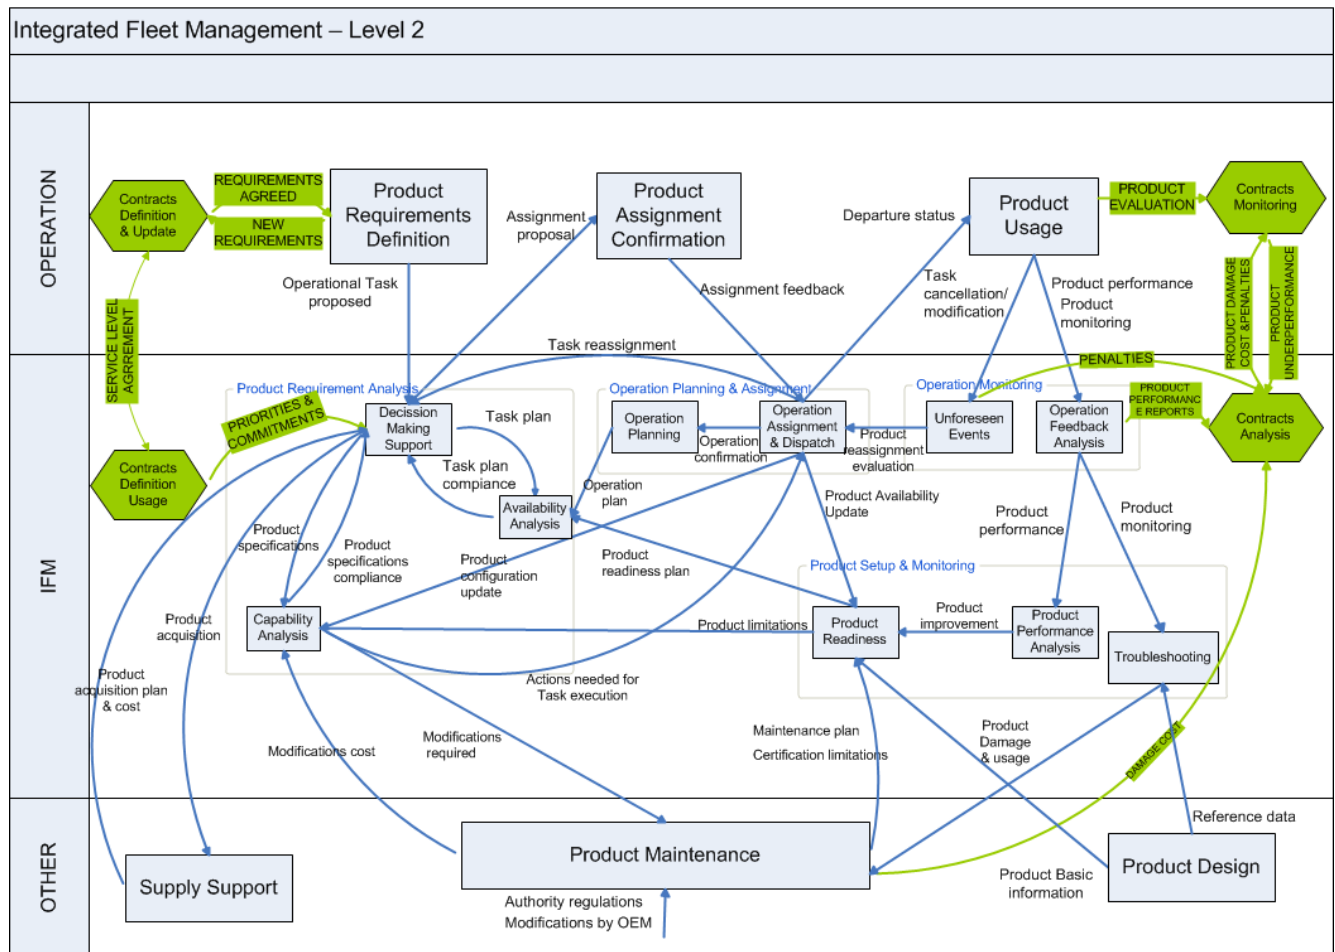 Integrated Fleet Management – Level 2
OPERATION
Contracts
Definition
& Update
REQUIREMENTS
AGREED
NEW
REQUIREMENTS
Product
Requirements
Definition
Assignment
proposal
Product
Assignment
Confirmation
Departure status
Product
Usage
PRODUCT
EVALUATION
Contracts
Monitoring
Operational Task
proposed
Assignment feedback
Task
cancellation/
modification
Product performance
Product
monitoring
PRODUCT DAMAGE
COST &PENALTIES
PRODUCT
UNDERPERFORMANCE
SERVICE LEVEL
AGRREMENT
Task reassignment
PENALTIES
IFM
Product Requirement Analysis
Operation Planning & Assignment
Operation Monitoring
PRIORITIES &
COMMITMENTS
Decission
Making
Support
Task plan
Operation
Planning
Operation
confirmation
Operation
Assignment
& Dispatch
Product
reassignment
evaluation
Unforeseen
Events
Operation
Feedback
Analysis
PRODUCT
PERFORMANC
E REPORTS
Contracts
Analysis
Contracts
Definition
Usage
Task plan
compliance
Availability
Analysis
Operation
plan
Product Availability
Update
Product
performance
Product
monitoring
Product
specifications
Product
specifications
compliance
Product
configuration
update
Product
readiness plan
Product Setup & Monitoring
Product
acquisition
Capability
Analysis
Product limitations
Product
Readiness
Product
improvement
Product
Performance
Analysis
Troubleshooting
Product
acquisition plan
& cost
Actions needed for
Task execution
Modifications cost
Modifications
required
Maintenance plan
Certification limitations
Product
Damage
& usage
DAMAGE COST
OTHER
Supply Support
Product Maintenance
Authority regulations
Modifications by OEM
Reference data
Product Basic
information
Product Design